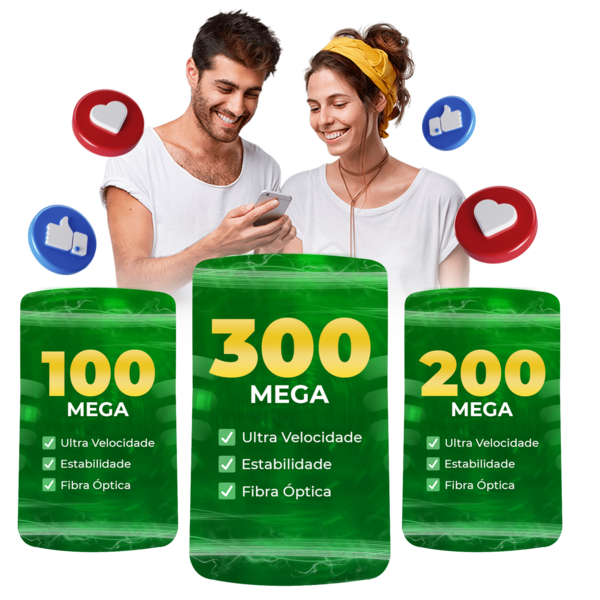 100
MEGA
Ultra Velocidade
Estabilidade
Fibra Óptica
300
MEGA
Ultra Velocidade
Estabilidade
Fibra Óptica
200
MEGA
Ultra Velocidade
Estabilidade
Fibra Óptica